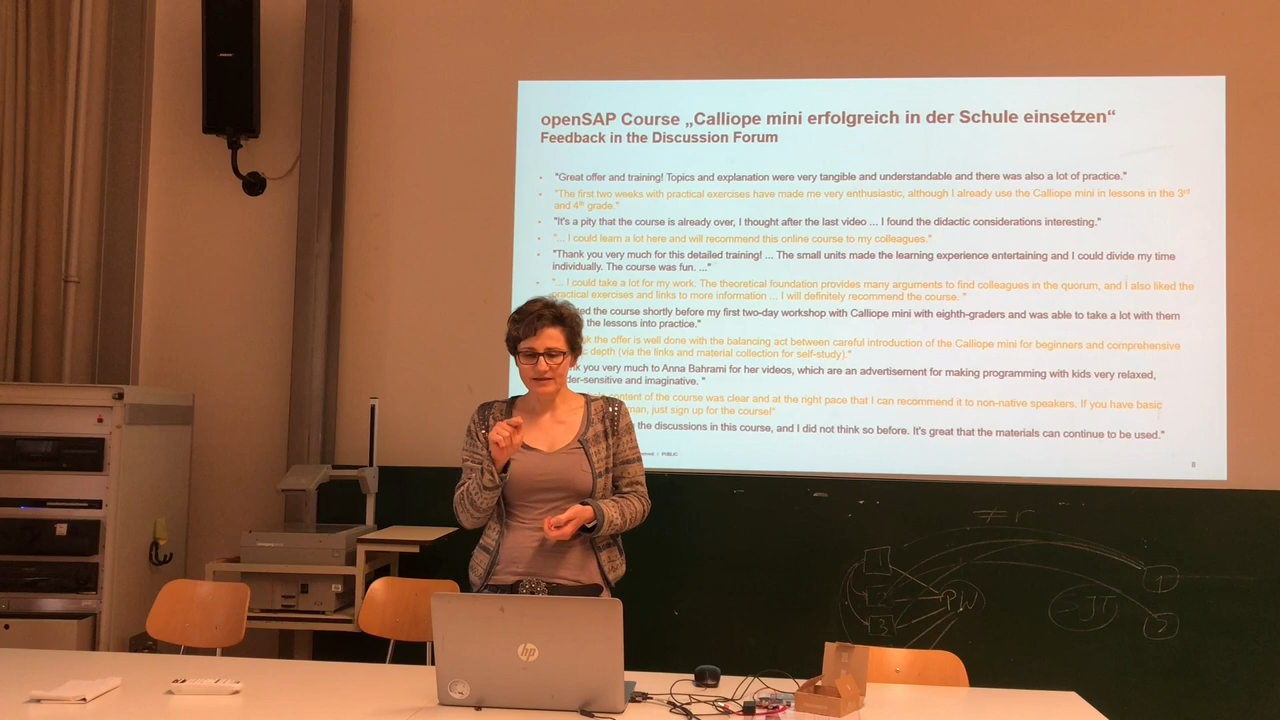 BOSE
openSAP Course „Calliope mini erfolgreich in der Schule einsetzen“
Feedback in the Discussion Forum
"Great offer and training! Topics and explanation were very tangible and understandable and there was also a lot of practice."
"The first two weeks with practical exercises have made me very enthusiastic, although I already use the Calliope mini in lessons in the 3rd
and 4th grade."
"It's a pity that the course is already over, I thought after the last video ... I found the didactic considerations interesting."
"... I could learn a lot here and will recommend this online course to my colleagues."
"Thank you very much for this detailed training! ... The small units made the learning experience entertaining and I could divide my time
individually. The course was fun. ..."
"... I could take a lot for my work. The theoretical foundation provides many arguments to find colleagues in the quorum, and I also liked the
practical exercises and links to more information ... I will definitely recommend the course. "
the course shortly before my first two-day workshop with Calliope mini with eighth-graders and was able to take a lot with them
the lessons into practice."
the offer is well done with the balancing act between careful introduction of the Calliope mini for beginners and comprehensive
depth (via the links and material collection for self-study)."
you very much to Anna Bahrami for her videos, which are an advertisement for making programming with kids very relaxed,
der-sensitive and imaginative. "
content of the course was clear and at the right pace that I can recommend it to non-native speakers. If you have basic
man, just sign up for the course!"
the discussions in this course, and I did not think so before. It's great that the materials can continue to be used."
/ PUBLIC
8
≠ r
1
2
3
PW
1
2
hp